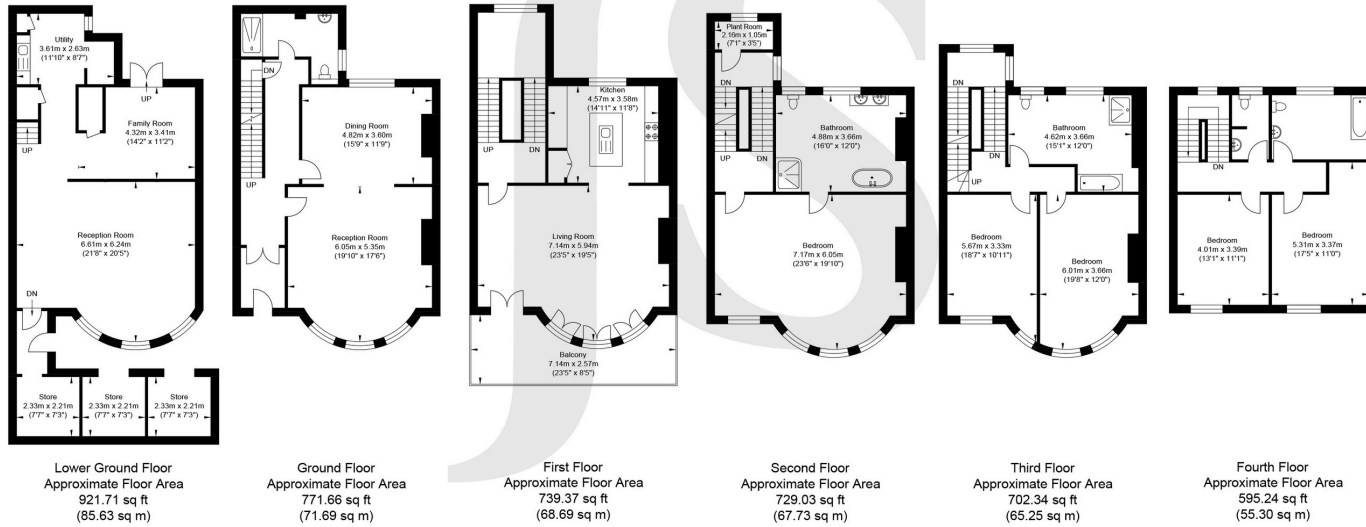 Utility
3.61m x 2.63m
(11'10" x 8'7")
UP
UP
Family Room
4.32m x 3.41m
(14'2" x 11'2")
Reception Room
6.61m x 6.24m
(21'8" x 20'5")
DN
Store
2.33m x 2.21m
(7'7" x 7'3")
Store
2.33m x 2.21m
(7'7" x 7'3")
Store
2.33m x 2.21m
(7'7" x 7'3")
Lower Ground Floor
Approximate Floor Area
921.71 sq ft
(85.63 sq m)
DN
Dining Room
4.82m x 3.60m
(15'9" x 11'9")
UP
Reception Room
6.05m x 5.35m
(19'10" x 17'6")
Ground Floor
Approximate Floor Area
771.66 sq ft
(71.69 sq m)
Kitchen
4.57m x 3.58m
(14'11" x 11'8")
UP
DN
Living Room
7.14m x 5.94m
(23'5" x 19'5")
Balcony
7.14m x 2.57m
(23'5" x 8'5")
First Floor
Approximate Floor Area
739.37 sq ft
(68.69 sq m)
Plant Room
2.16m x 1.05m
(7'1" x 3'5")
DN
Bathroom
4.88m x 3.66m
(16'0" x 12'0")
UP
DN
Bedroom
7.17m x 6.05m
(23'6" x 19'10")
Second Floor
Approximate Floor Area
729.03 sq ft
(67.73 sq m)
DN
Bathroom
4.62m x 3.66m
(15'1" x 12'0")
DN
UP
Bedroom
5.67m x 3.33m
(18'7" x 10'11")
Bedroom
6.01m x 3.66m
(19'8" x 12'0")
Third Floor
Approximate Floor Area
702.34 sq ft
(65.25 sq m)
DN
Bedroom
4.01m x 3.39m
(13'1" x 11'1")
Bedroom
5.31m x 3.37m
(17'5" x 11'0")
Fourth Floor
Approximate Floor Area
595.24 sq ft
(55.30 sq m)
JS